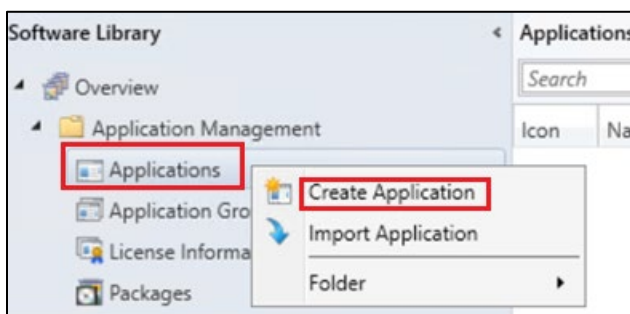 Software Library
Applications
Search
Overview
Application Management
Icon
Applications
Create Application
Application Gro
Import Application
License Informa
Folder
Packages